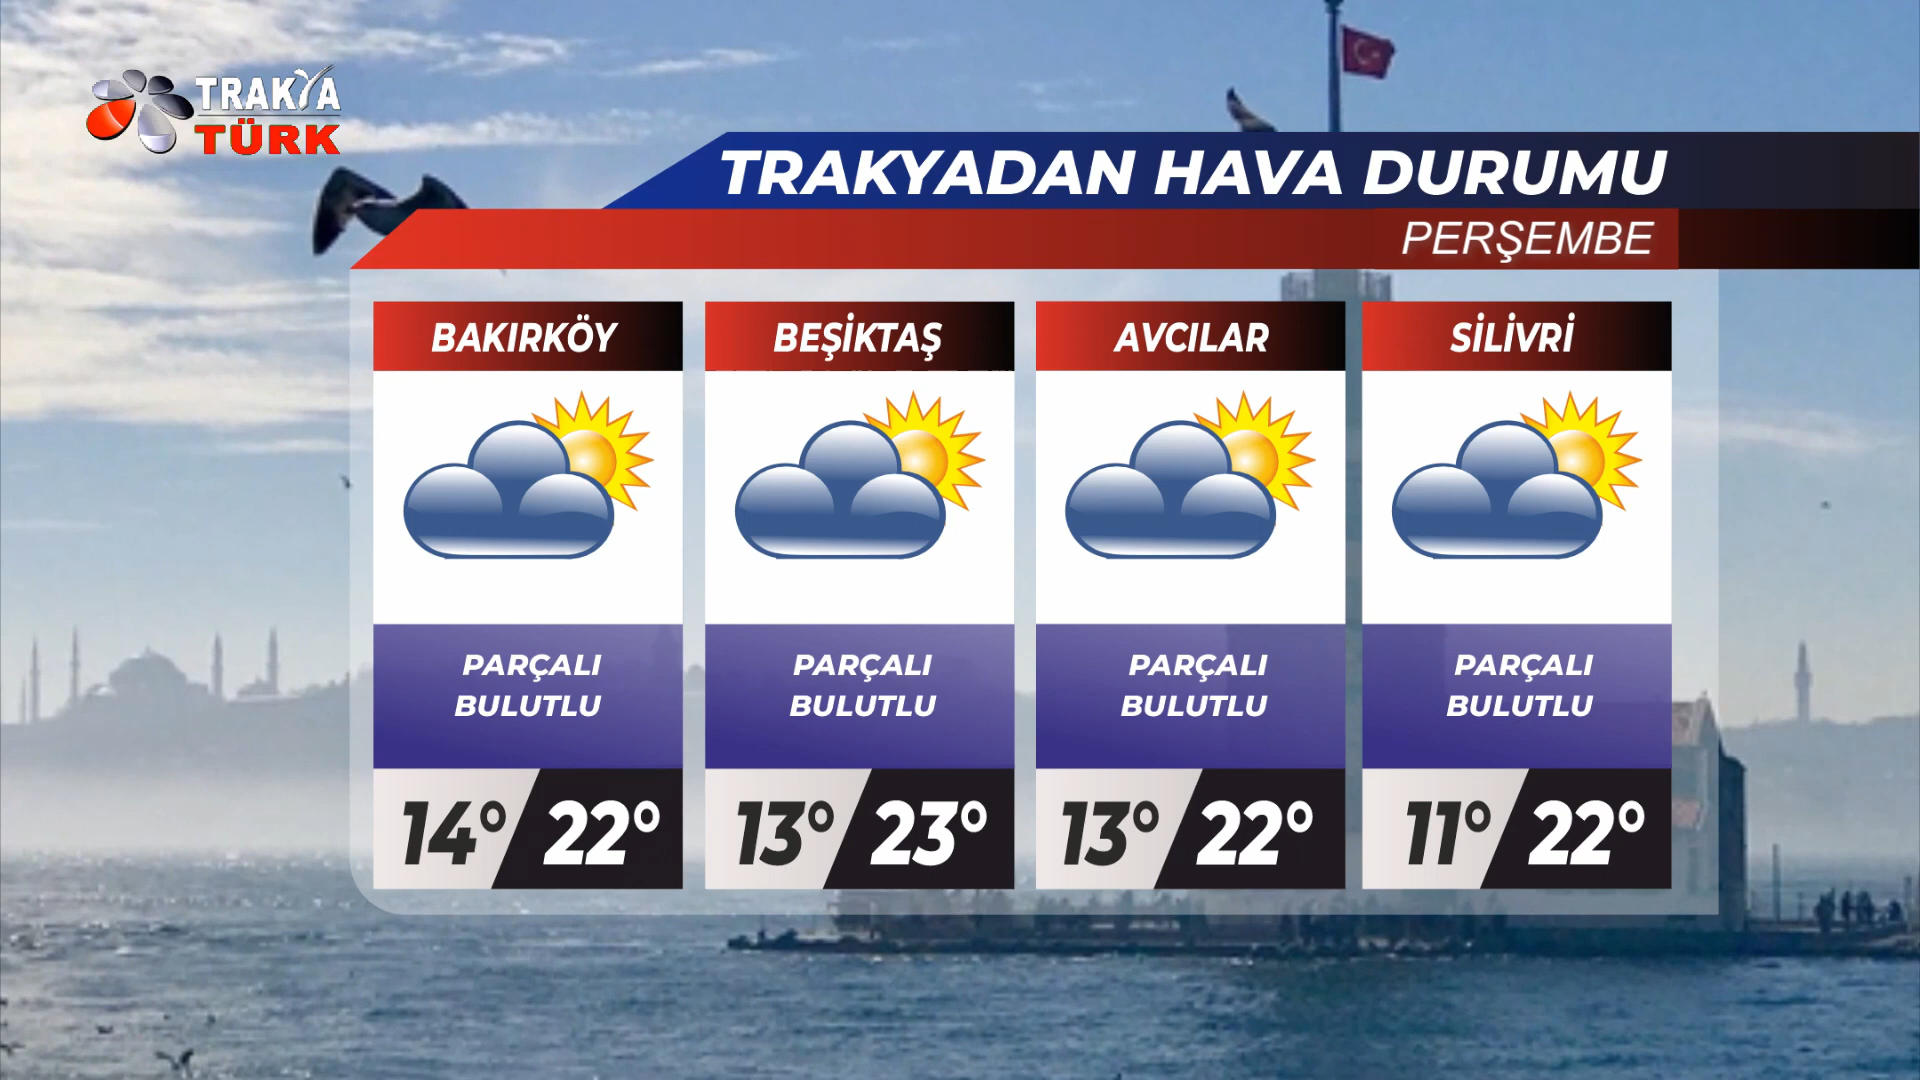 TRAKYA
TÜRK
TRAKYADAN HAVA DURUMU
PERŞEMBE
BAKIRKÖY
PARÇALI
BULUTLU
14° 22°
BEŞİKTAŞ
PARÇALI
BULUTLU
13° 23°
AVCILAR
PARÇALI
BULUTLU
13° 22°
SİLİVRİ
PARÇALI
BULUTLU
11° 22°